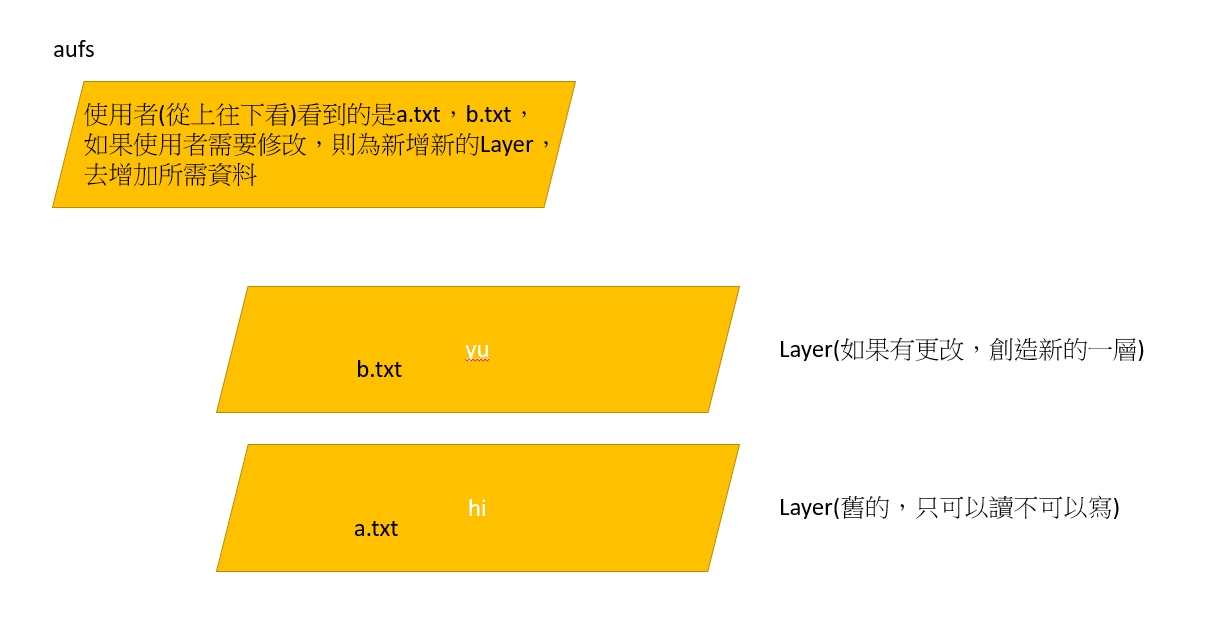 aufs
使用者(從上往下看)看到的是a.txt，b.txt，
如果使用者需要修改，則為新增新的Layer，
去增加所需資料
yu
b.txt
Layer(如果有更改，創造新的一層)
hi
a.txt
Layer(舊的，只可以讀不可以寫)